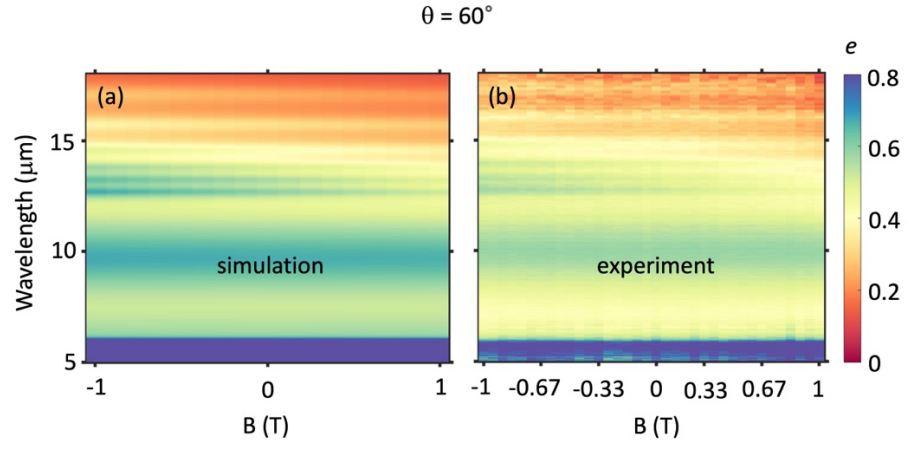 θ = 60°
e
(a)
(b)
Wavelength (μm)
15
10
5
simulation
experiment
0.8
0.6
0.4
0.2
0
-1
0
1
-1
-0.67
-0.33
0
0.33
0.67
1
B (T)
B (T)